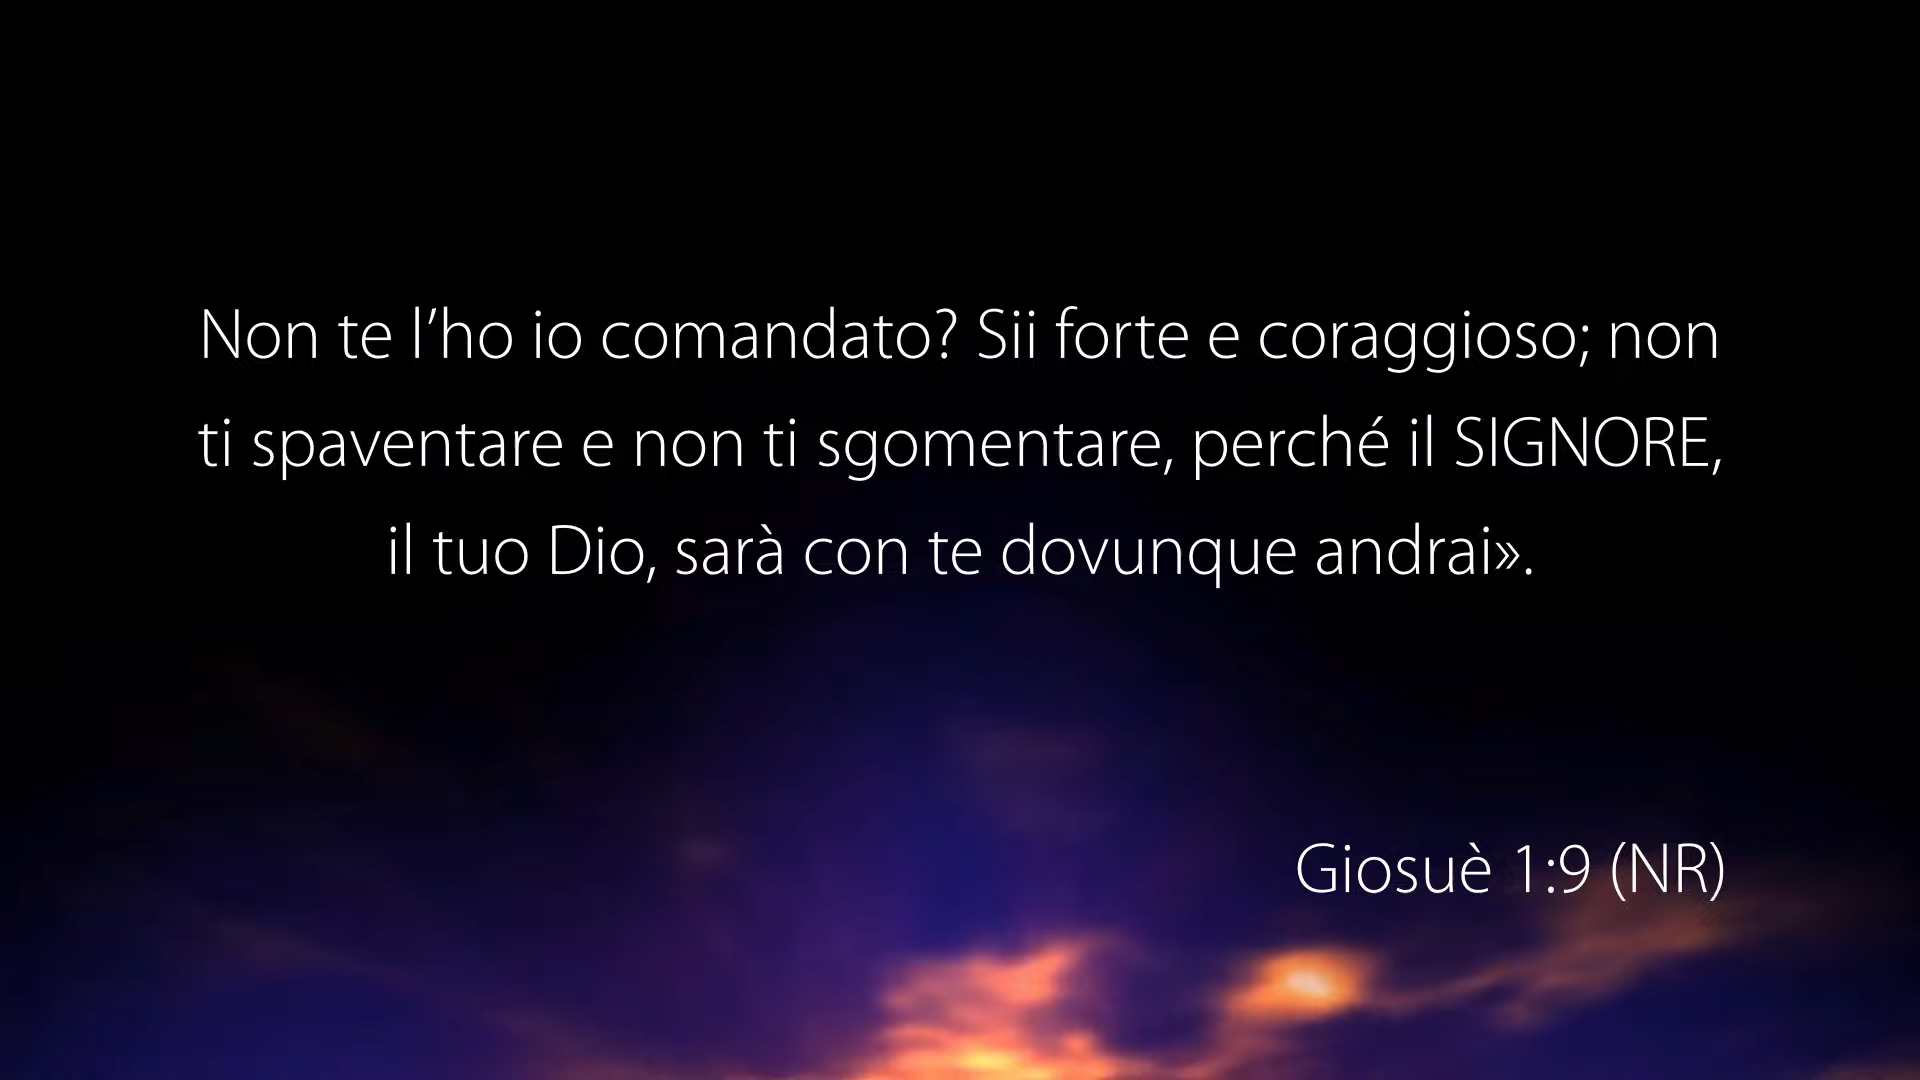 Non te l’ho io comandato? Sii forte e coraggioso; non
ti spaventare e non ti sgomentare, perché il SIGNORE,
il tuo Dio, sarà con te dovunque andrai».
Giosuè 1:9 (NR)